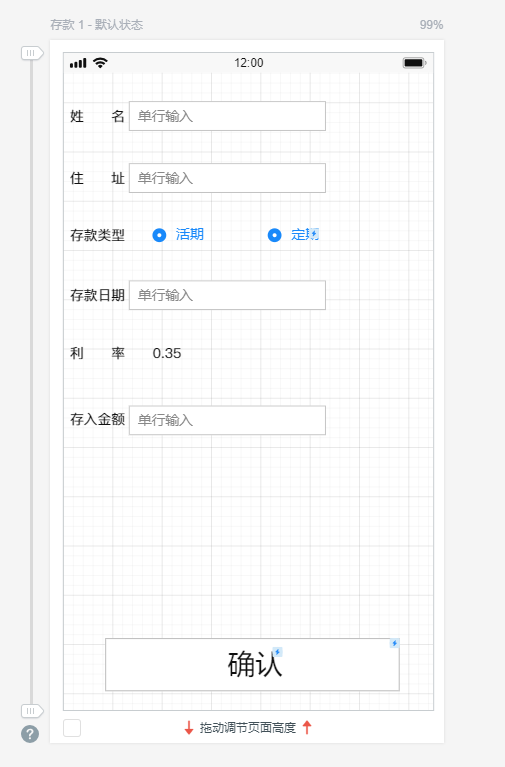 存款 1 - 默认状态 99%
12:00
姓 名 单行输入
住 址 单行输入
存款类型 活期 定期
存款日期 单行输入
利 率 0.35
存入金额 单行输入
确认
? 拖动调节页面高度